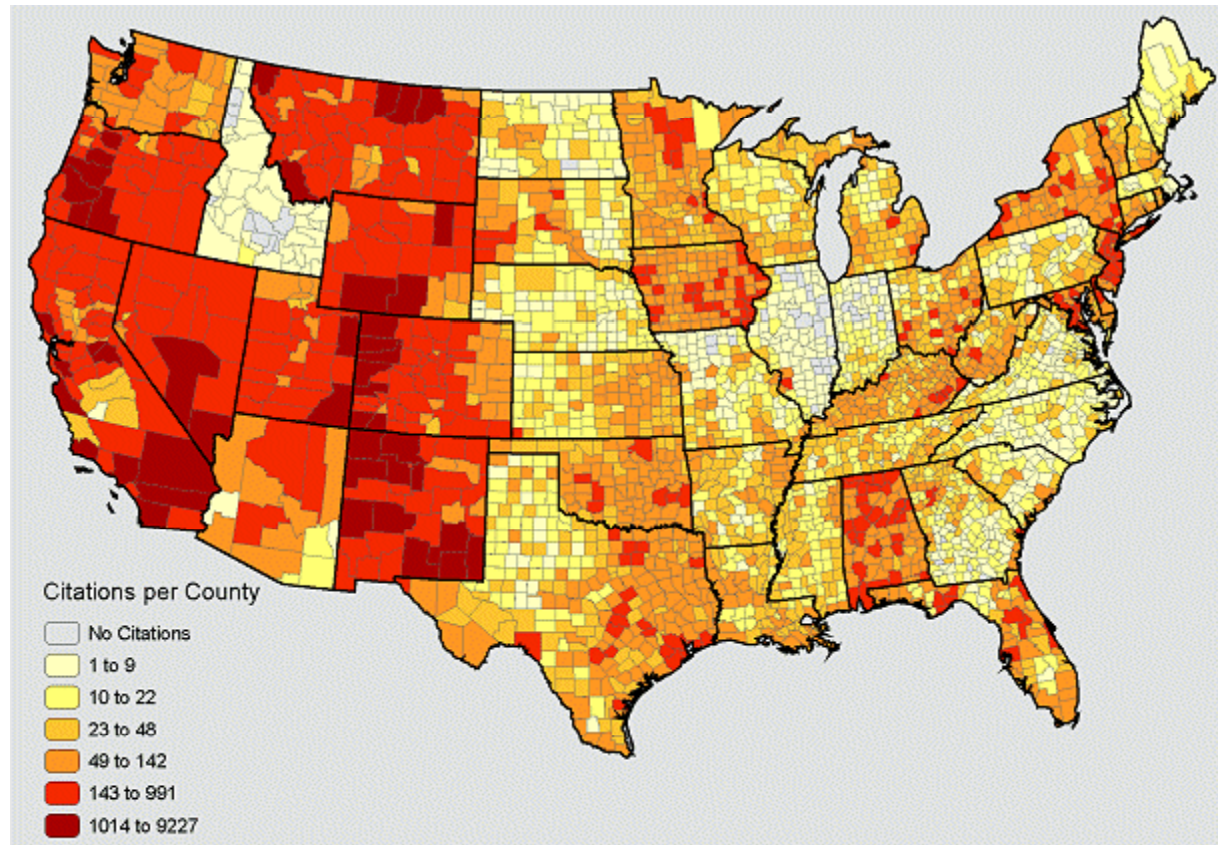 Citations per County
No Citations
1 to 9
10 to 22
23 to 48
49 to 142
143 to 991
1014 to 9227